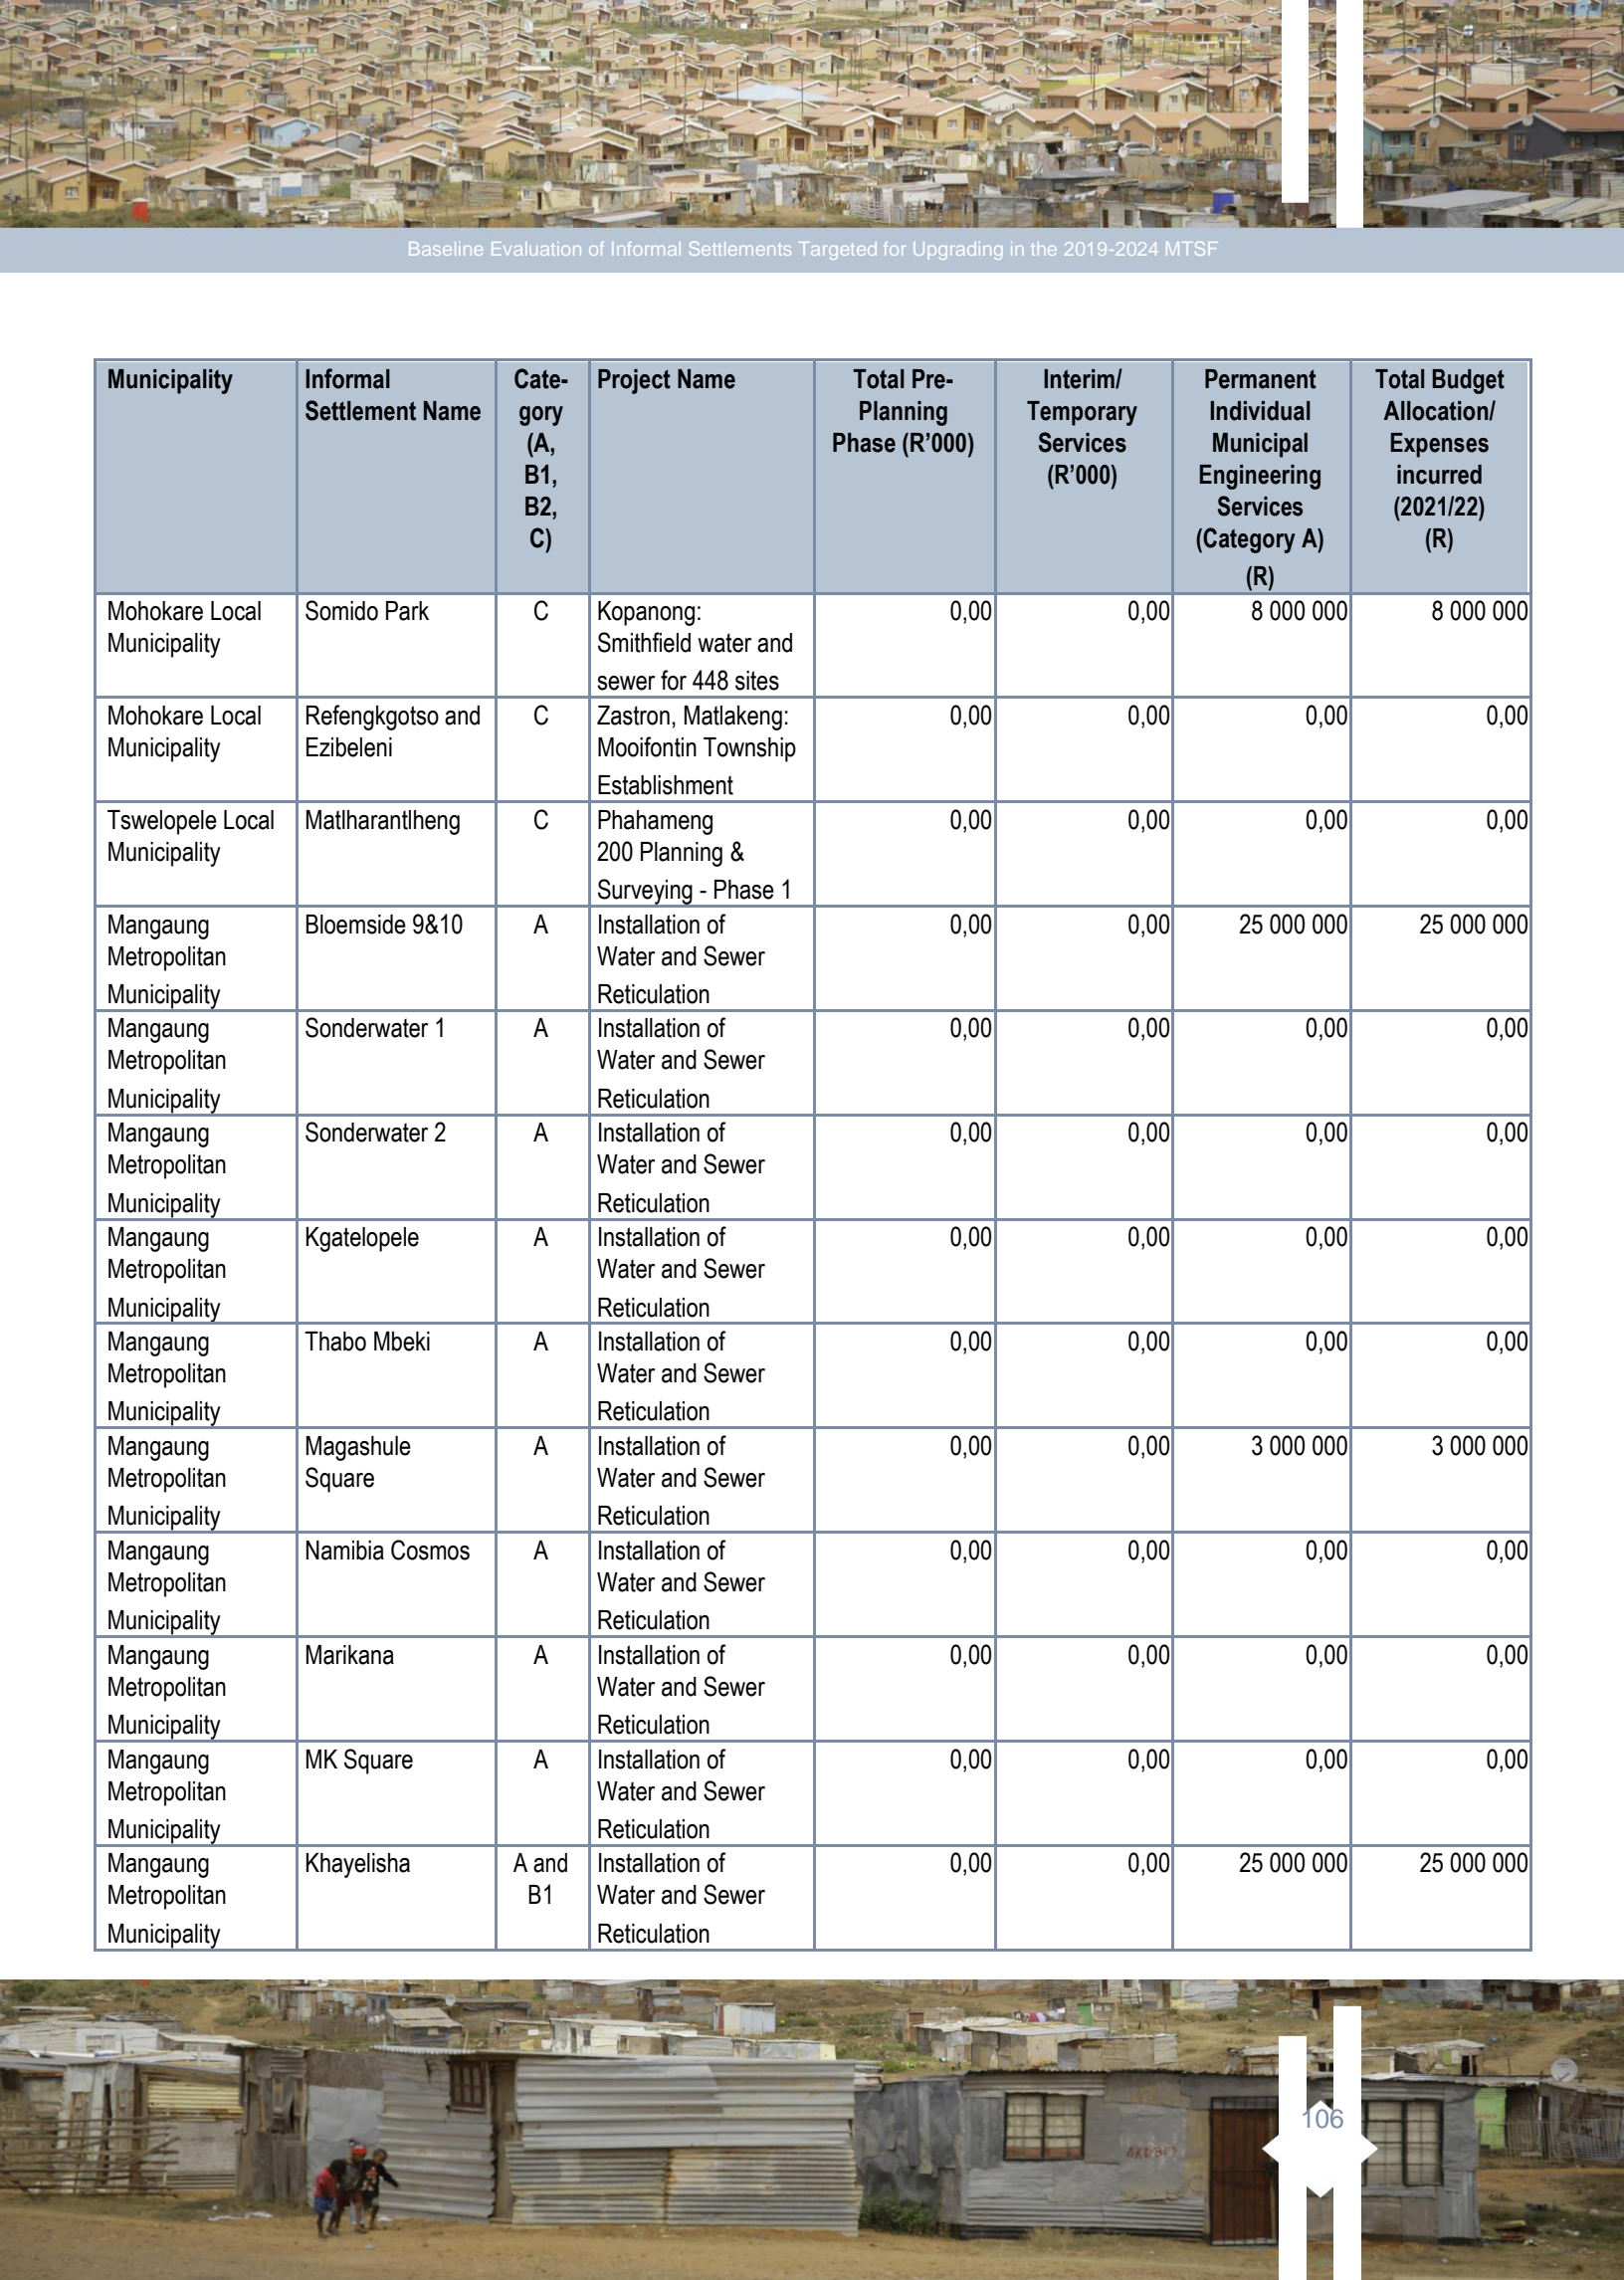 Baseline Evaluation of Informal Settlements Targeted for Upgrading in the 2019-2024 MTSF
Municipality
Informal
Settlement Name
Cate-
gory
(A,
B1,
B2,
C)
Project Name
Total Pre-
Planning
Phase (R’000)
Interim/
Temporary
Services
(R’000)
Permanent
Individual
Municipal
Engineering
Services
(Category A)
(R)
Total Budget
Allocation/
Expenses
incurred
(2021/22)
(R)
Mohokare Local
Municipality
Somido Park
C
Kopanong:
Smithfield water and
sewer for 448 sites
0,00
0,00
8 000 000
8 000 000
Mohokare Local
Municipality
Refengkgotso and
Ezibeleni
C
Zastron, Matlakeng:
Mooifontin Township
Establishment
0,00
0,00
0,00
0,00
Tswelopele Local
Municipality
Matlharantlheng
C
Phahameng
200 Planning &
Surveying - Phase 1
0,00
0,00
0,00
0,00
Mangaung
Metropolitan
Municipality
Bloemside 9&10
A
Installation of
Water and Sewer
Reticulation
0,00
0,00
25 000 000
25 000 000
Mangaung
Metropolitan
Municipality
Sonderwater 1
A
Installation of
Water and Sewer
Reticulation
0,00
0,00
0,00
0,00
Mangaung
Metropolitan
Municipality
Sonderwater 2
A
Installation of
Water and Sewer
Reticulation
0,00
0,00
0,00
0,00
Mangaung
Metropolitan
Municipality
Kgatelopele
A
Installation of
Water and Sewer
Reticulation
0,00
0,00
0,00
0,00
Mangaung
Metropolitan
Municipality
Thabo Mbeki
A
Installation of
Water and Sewer
Reticulation
0,00
0,00
0,00
0,00
Mangaung
Metropolitan
Municipality
Magashule
Square
A
Installation of
Water and Sewer
Reticulation
0,00
0,00
3 000 000
3 000 000
Mangaung
Metropolitan
Municipality
Namibia Cosmos
A
Installation of
Water and Sewer
Reticulation
0,00
0,00
0,00
0,00
Mangaung
Metropolitan
Municipality
Marikana
A
Installation of
Water and Sewer
Reticulation
0,00
0,00
0,00
0,00
Mangaung
Metropolitan
Municipality
MK Square
A
Installation of
Water and Sewer
Reticulation
0,00
0,00
0,00
0,00
Mangaung
Metropolitan
Municipality
Khayelisha
A and
B1
Installation of
Water and Sewer
Reticulation
0,00
0,00
25 000 000
25 000 000
106